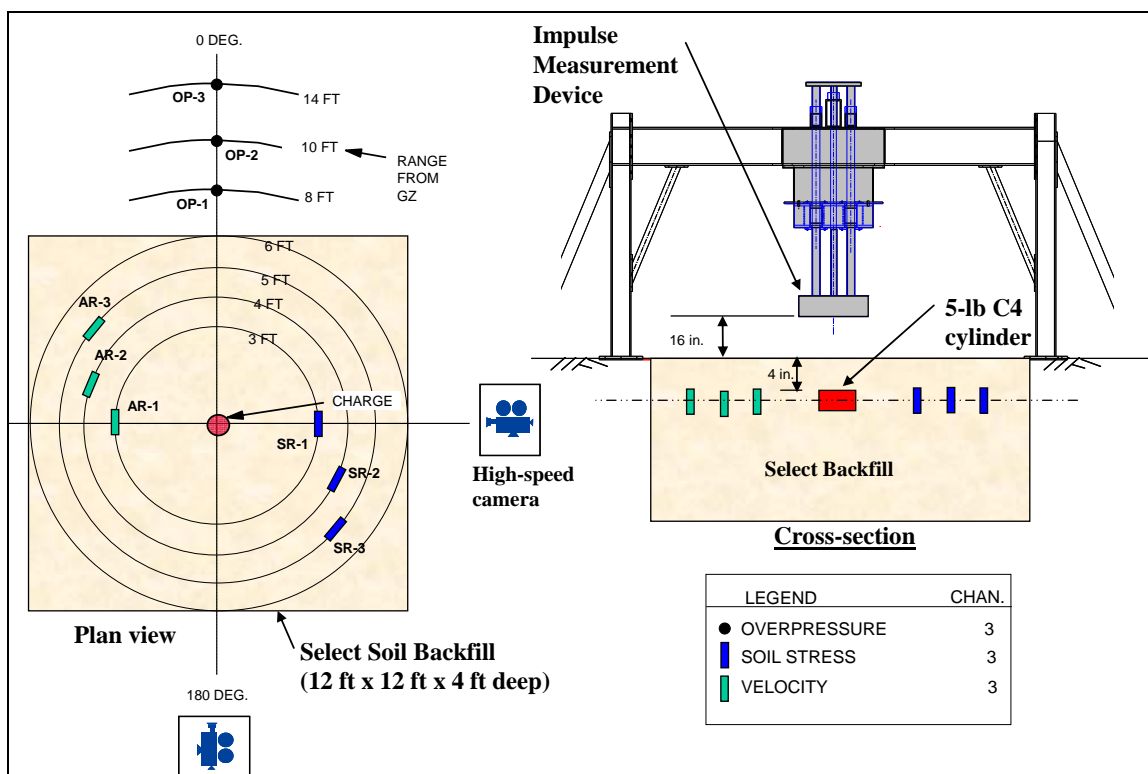 0 DEG.
OP-3
14 FT
OP-2
10 FT
RANGE
FROM
GZ
OP-1
8 FT
6 FT
5 FT
4 FT
3 FT
AR-3
AR-2
AR-1
CHARGE
SR-1
SR-2
SR-3
High-speed
camera
Plan view
Select Soil Backfill
(12 ft x 12 ft x 4 ft deep)
180 DEG.
Impulse
Measurement
Device
16 in.
4 in.
5-lb C4
cylinder
Select Backfill
Cross-section
LEGEND CHAN.
OVERPRESSURE 3
SOIL STRESS 3
VELOCITY 3